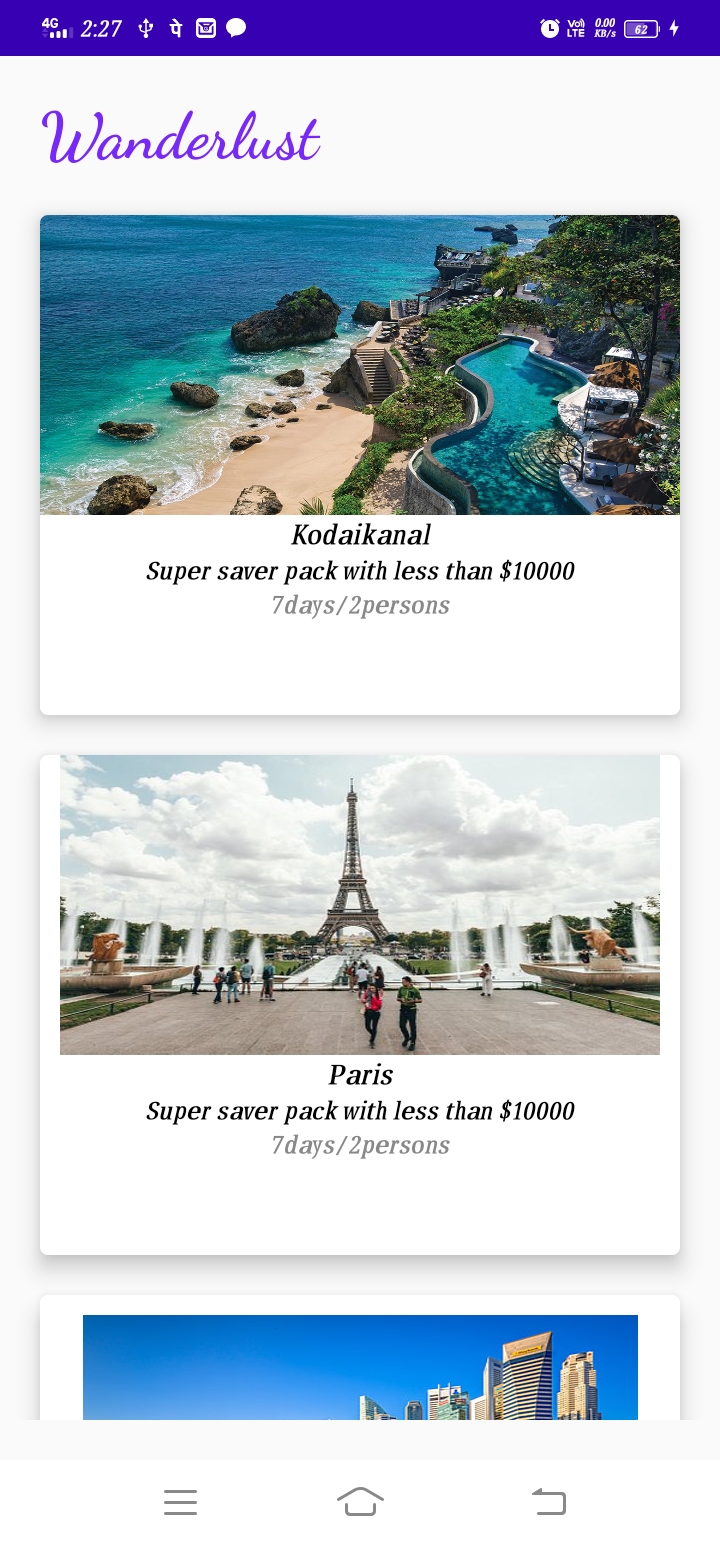 4G 2:27 पे Vo) LTE 0.00 KB/s 62
Wanderlust
Kodaikanal
Super saver pack with less than $10000
7days/2persons
Paris
Super saver pack with less than $10000
7days/2persons